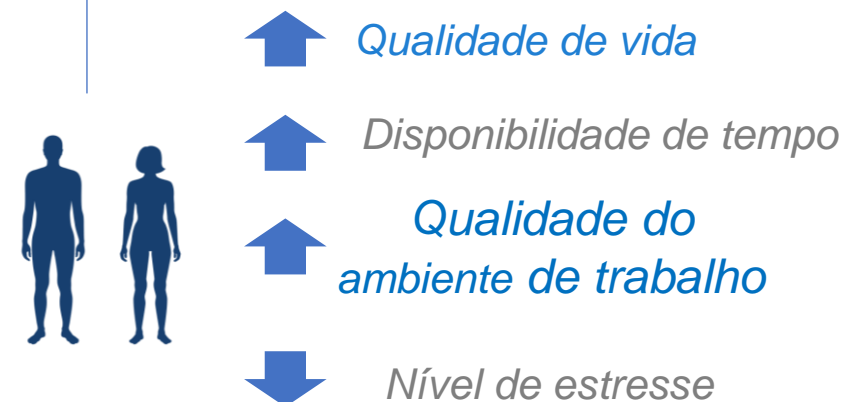 Qualidade de vida
Disponibilidade de tempo
Qualidade do
ambiente de trabalho
Nível de estresse